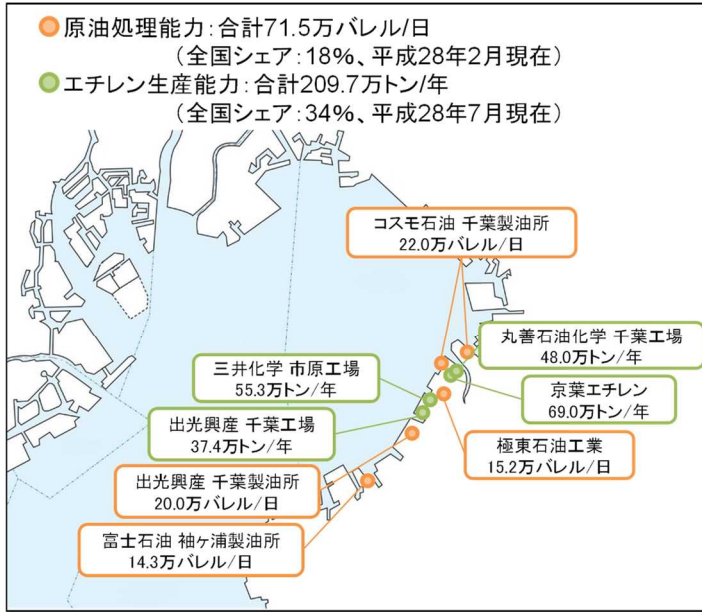 原油処理能力：合計71.5万バレル/日
（全国シェア：18%、平成28年2月現在）
エチレン生産能力：合計209.7万トン/年
（全国シェア：34%、平成28年7月現在）
コスモ石油 千葉製油所
22.0万バレル/日
丸善石油化学 千葉工場
48.0万トン/年
三井化学 市原工場
55.3万トン/年
京葉エチレン
69.0万トン/年
出光興産 千葉工場
37.4万トン/年
極東石油工業
15.2万バレル/日
出光興産 千葉製油所
20.0万バレル/日
富士石油 袖ヶ浦製油所
14.3万バレル/日